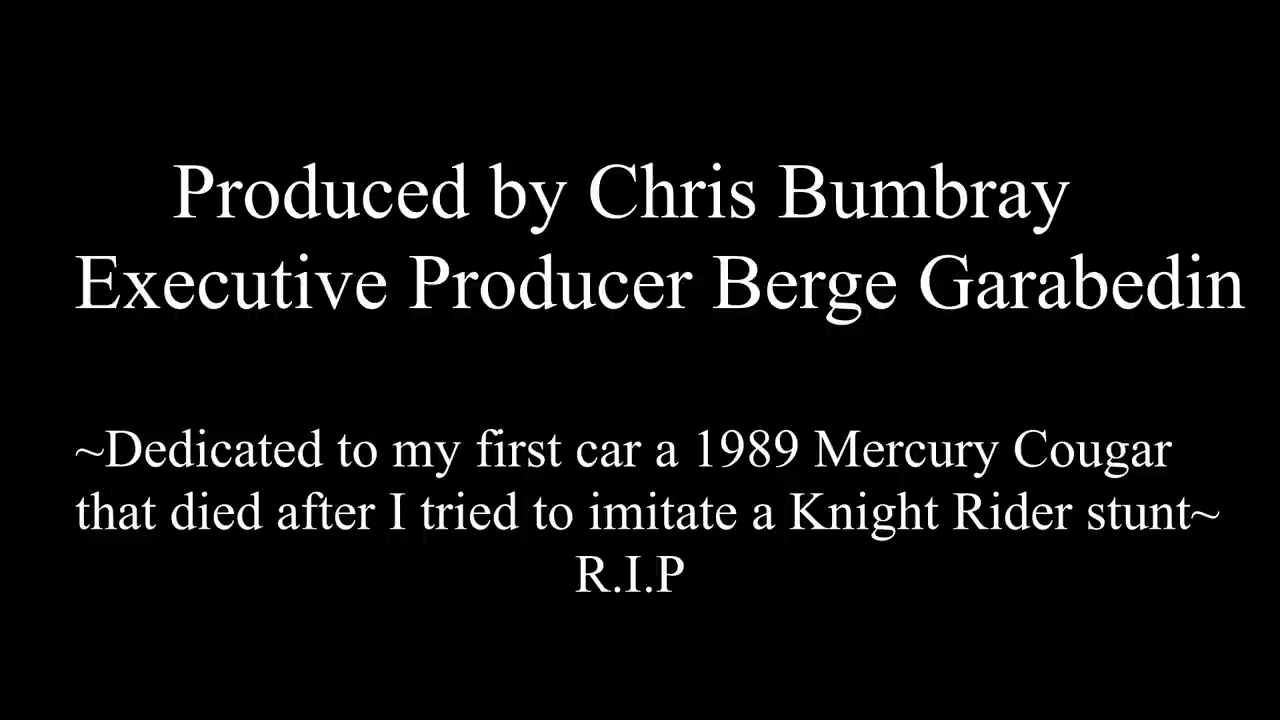 Produced by Chris Bumbray
Executive Producer Berge Garabedin
~Dedicated to my first car a 1989 Mercury Cougar
that died after I tried to imitate a Knight Rider stunt~
R.I.P